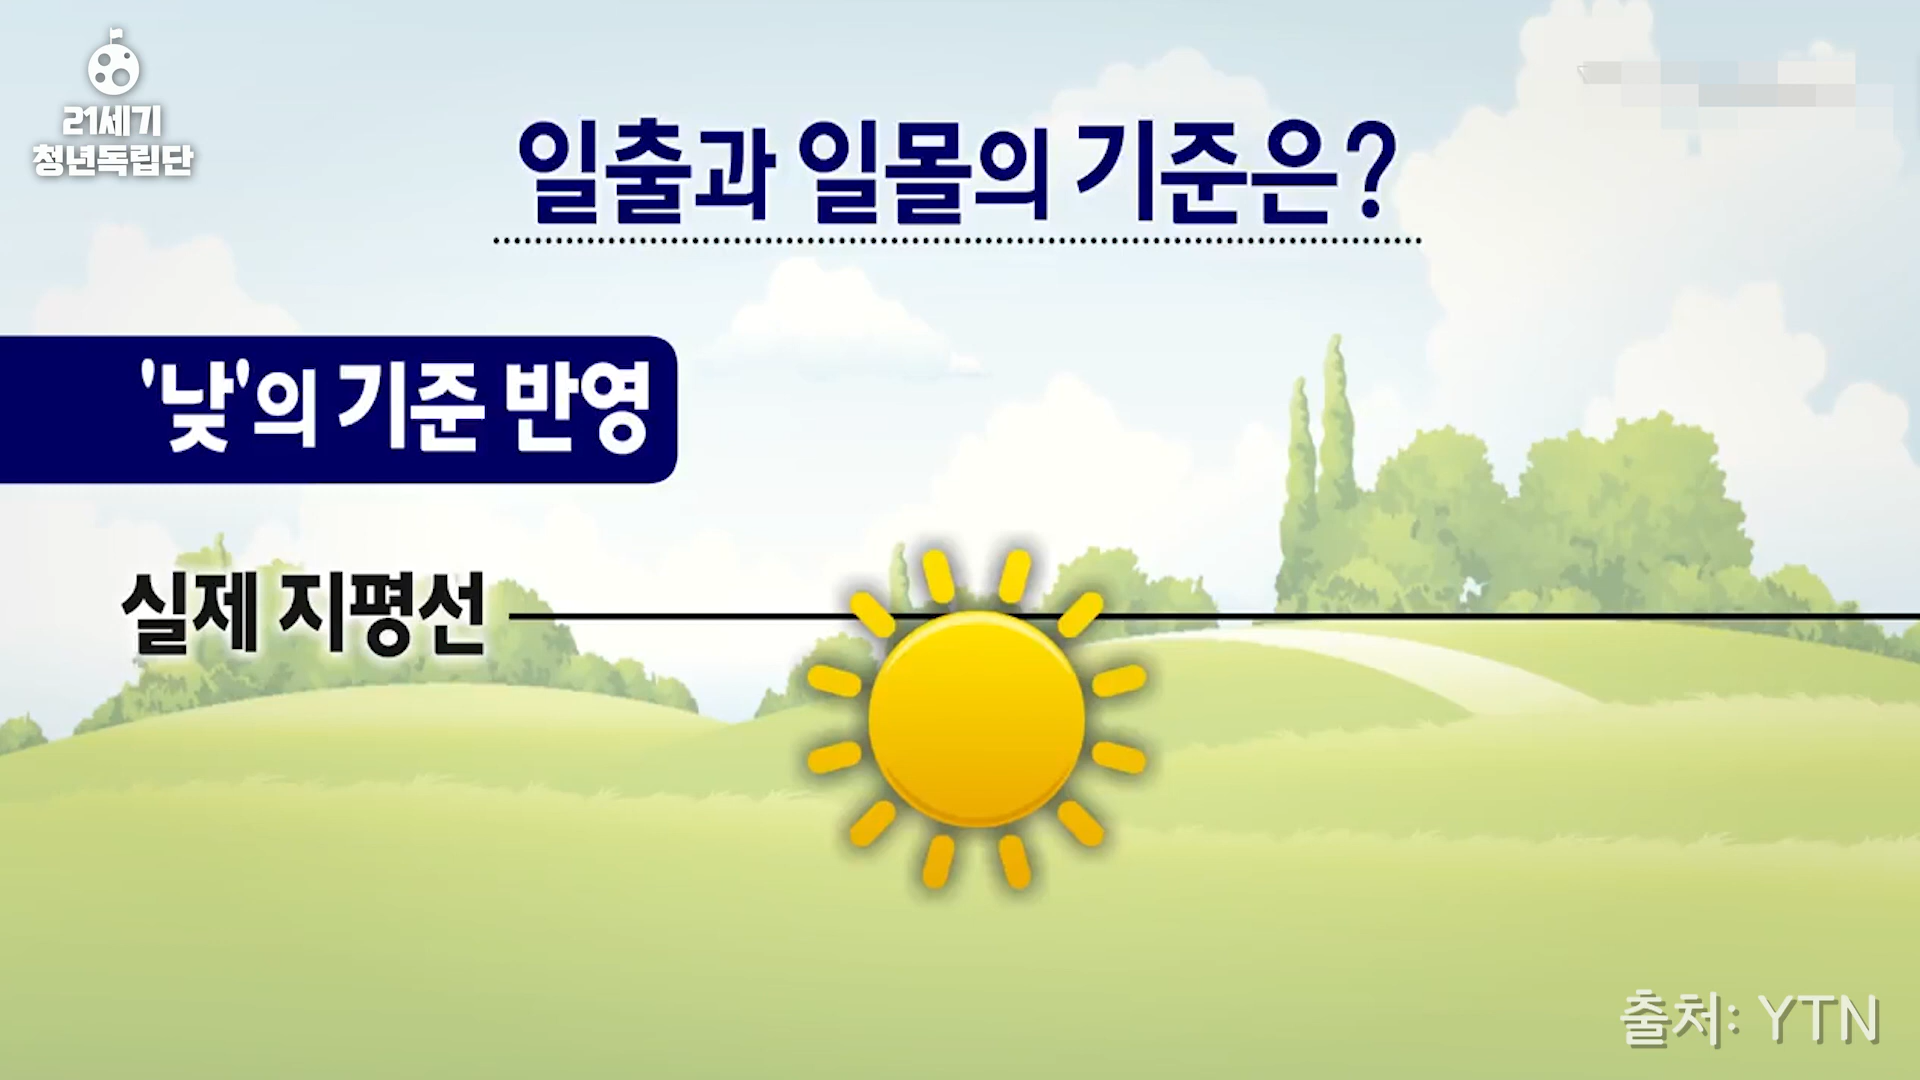 21세기
청년독립단
일출과 일몰의 기준은?
'낮'의 기준 반영
실제 지평선
출처: YTN